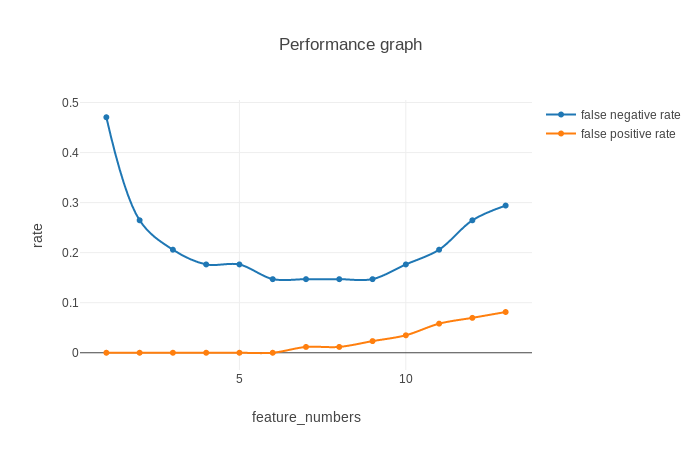 Performance graph
0.5
0.4
0.3
0.2
0.1
0
5
10
rate
feature_numbers
false negative rate
false positive rate